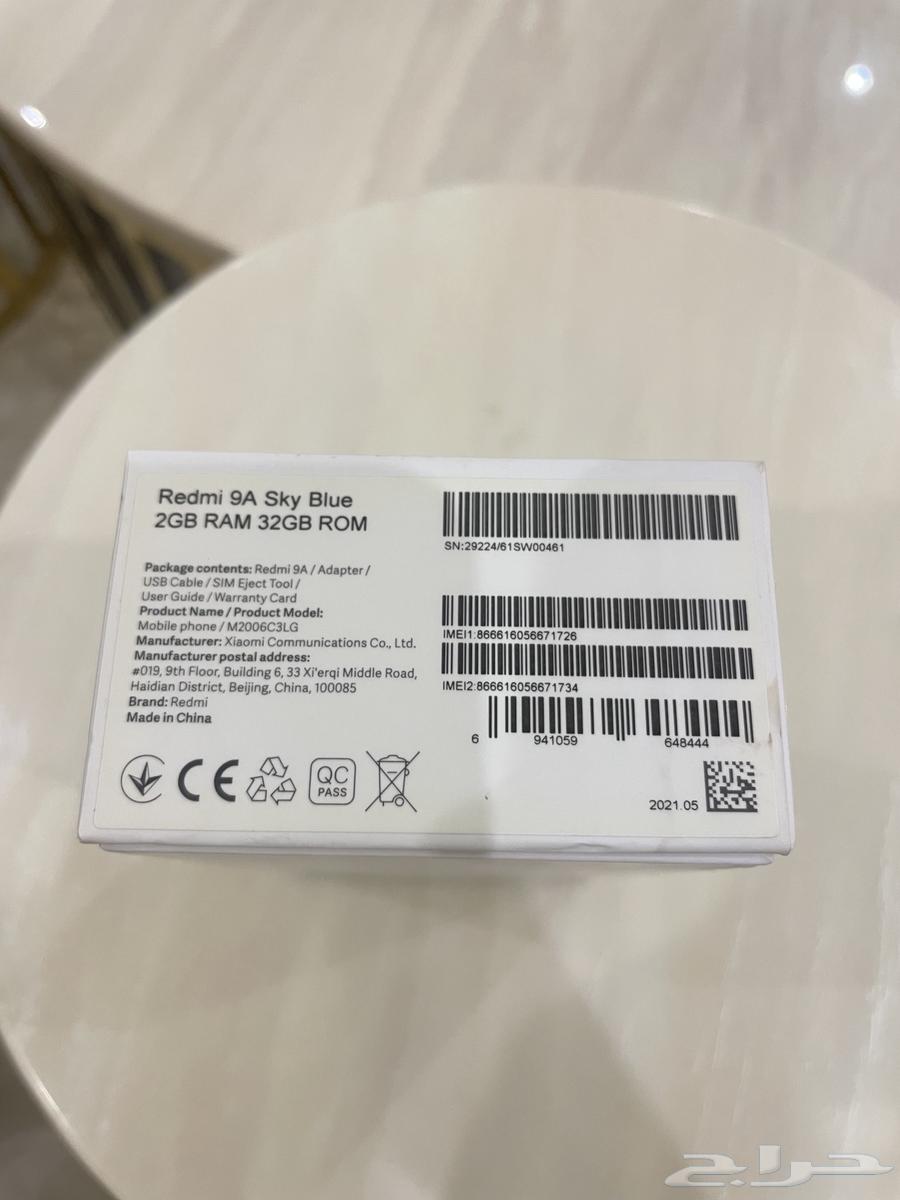 Redmi 9A Sky Blue
2GB RAM 32GB ROM
Package contents: Redmi 9A / Adapter /
USB Cable / SIM Eject Tool /
User Guide / Warranty Card
Product Name / Product Model:
Mobile phone / M2006C3LG
Manufacturer: Xiaomi Communications Co., Ltd.
Manufacturer postal address:
#019, 9th Floor, Building 6, 33 Xi'erqi Middle Road,
Haidian District, Beijing, China, 100085
Brand: Redmi
Made in China
CE
QC
PASS
SN:29224/61SW00461
IMEI1:866616056671726
IMEI2:866616056671734
6 941059 648444
2021.05
حراج